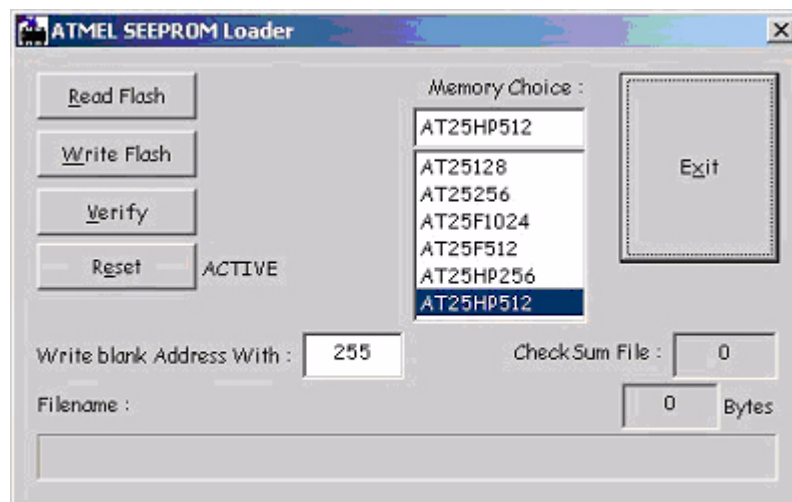 ATMEL SEEPROM Loader
Read Flash
Write Flash
Verify
Reset
ACTIVE
Memory Choice :
AT25HP512
AT25128
AT25256
AT25F1024
AT25F512
AT25HP256
AT25HP512
Exit
Write blank Address With :
255
Check Sum File :
0
Filename :
0
Bytes